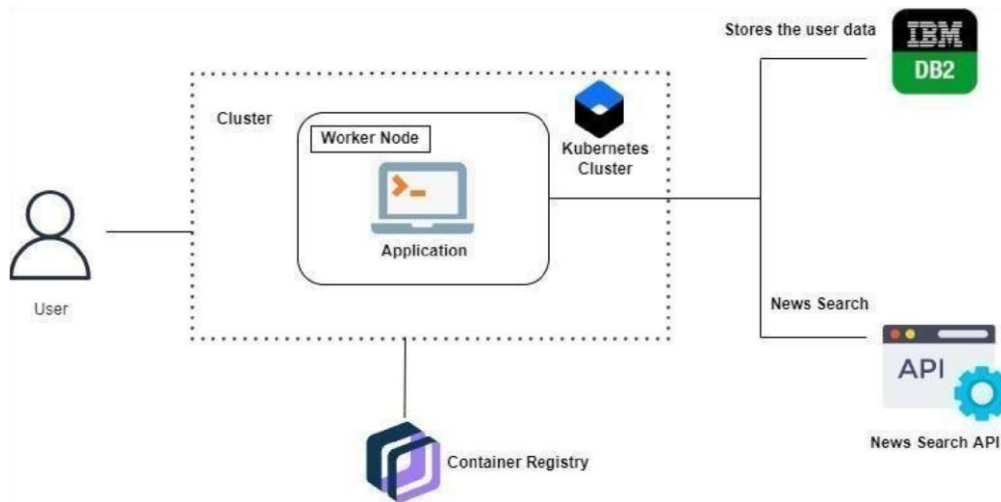 Stores the user data
IBM
DB2
Cluster
Worker Node
Kubernetes
Cluster
Application
User
News Search
API
News Search API
Container Registry